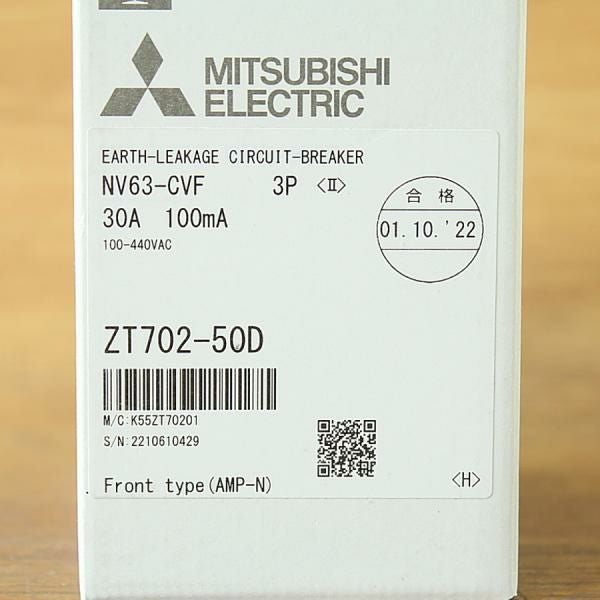 MITSUBISHI
ELECTRIC
EARTH-LEAKAGE CIRCUIT-BREAKER
NV63-CVF 3P <II>
30A 100mA
100-440VAC
合格
01.10.'22
ZT702-50D
M/C:K55ZT70201
S/N:2210610429
Front type(AMP-N)
<H>